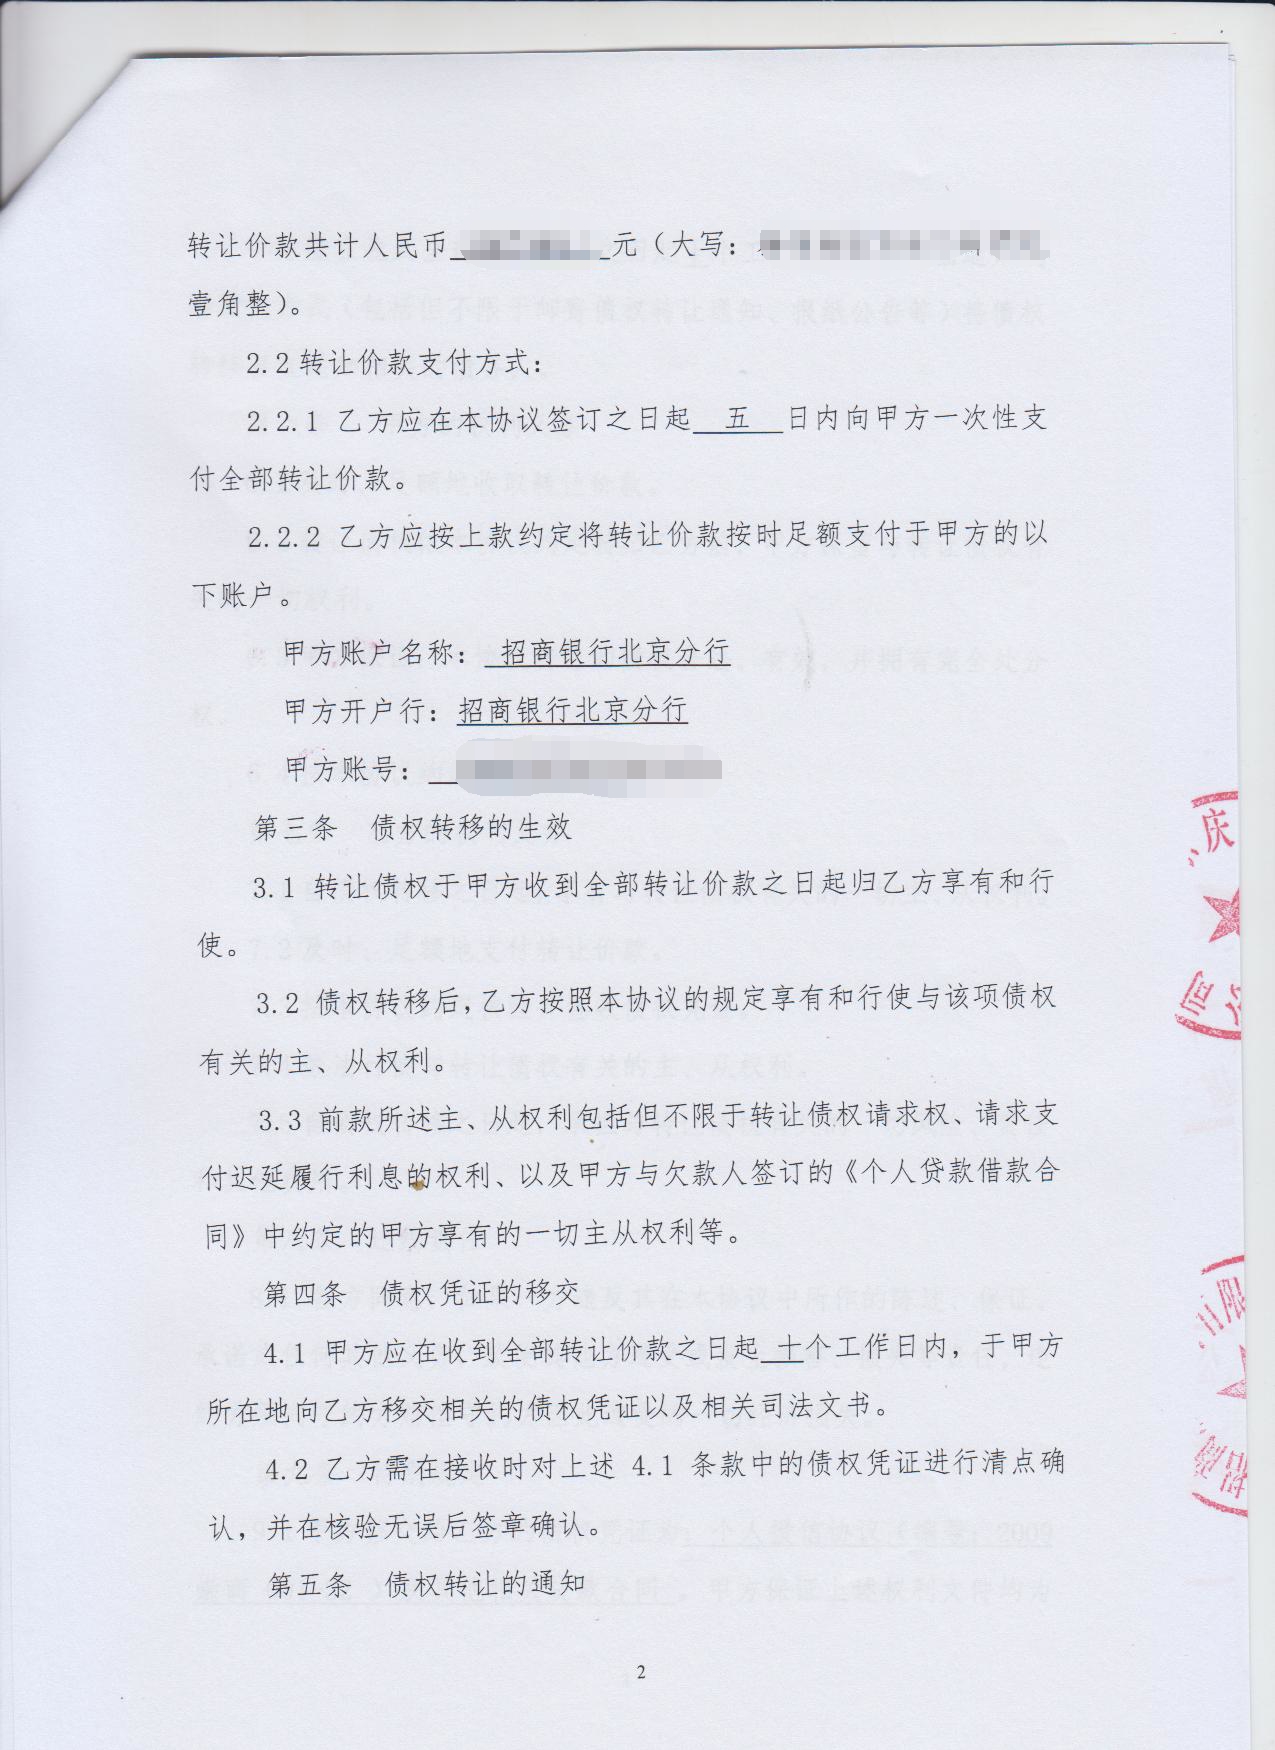 转让价款共计人民币 元（大写：
壹角整）。
2.2 转让价款支付方式：
2.2.1 乙方应在本协议签订之日起 五 日内向甲方一次性支
付全部转让价款。
2.2.2 乙方应按上款约定将转让价款按时足额支付于甲方的以
下账户。
甲方账户名称： 招商银行北京分行
甲方开户行：招商银行北京分行
甲方账号：
第三条 债权转移的生效
3.1 转让债权于甲方收到全部转让价款之日起归乙方享有和行
使。
3.2 债权转移后，乙方按照本协议的规定享有和行使与该项债权
有关的主、从权利。
3.3 前款所述主、从权利包括但不限于转让债权请求权、请求支
付迟延履行利息的权利、以及甲方与欠款人签订的《个人贷款借款合
同》中约定的甲方享有的一切主从权利等。
第四条 债权凭证的移交
4.1 甲方应在收到全部转让价款之日起 十个工作日内，于甲方
所在地向乙方移交相关的债权凭证以及相关司法文书。
4.2 乙方需在接收时对上述 4.1 条款中的债权凭证进行清点确
认，并在核验无误后签章确认。
第五条 债权转让的通知
2
庆
司
限